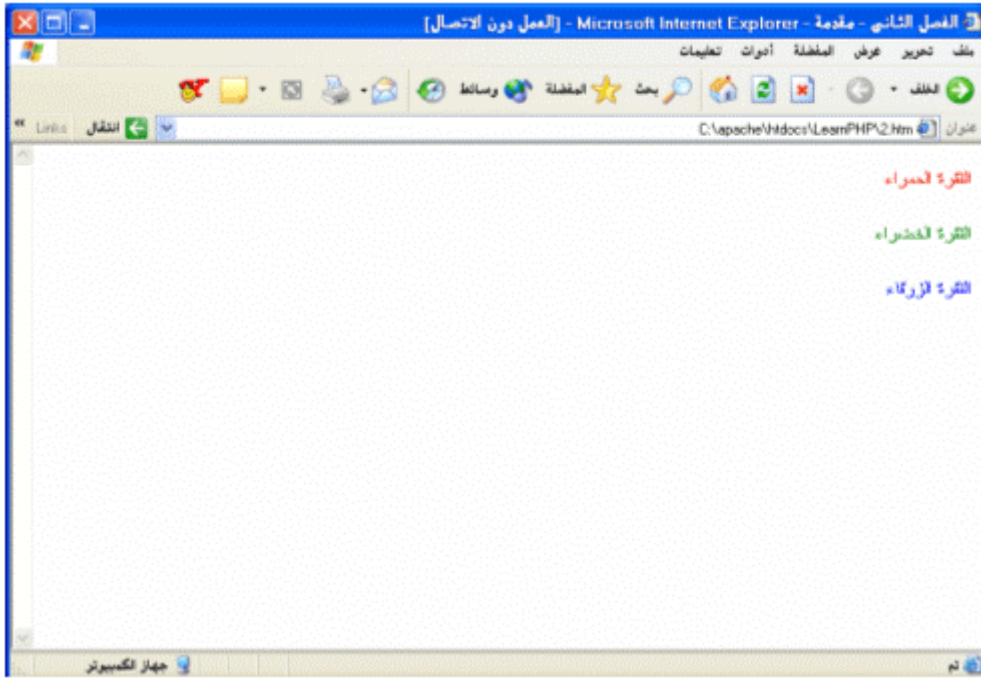 الفصل الثاني - مقدمة - Microsoft Internet Explorer - [العمل دون الاتصال]
ملف تحرير عرض المفضلة أدوات تعليمات
الخلف بحث المفضلة وسائط
عنوان C:\apache\htdocs\LearnPHP\2.htm انتقال Links »
الفقرة الحمراء
الفقرة الخضراء
الفقرة الزرقاء
تم جهاز الكمبيوتر